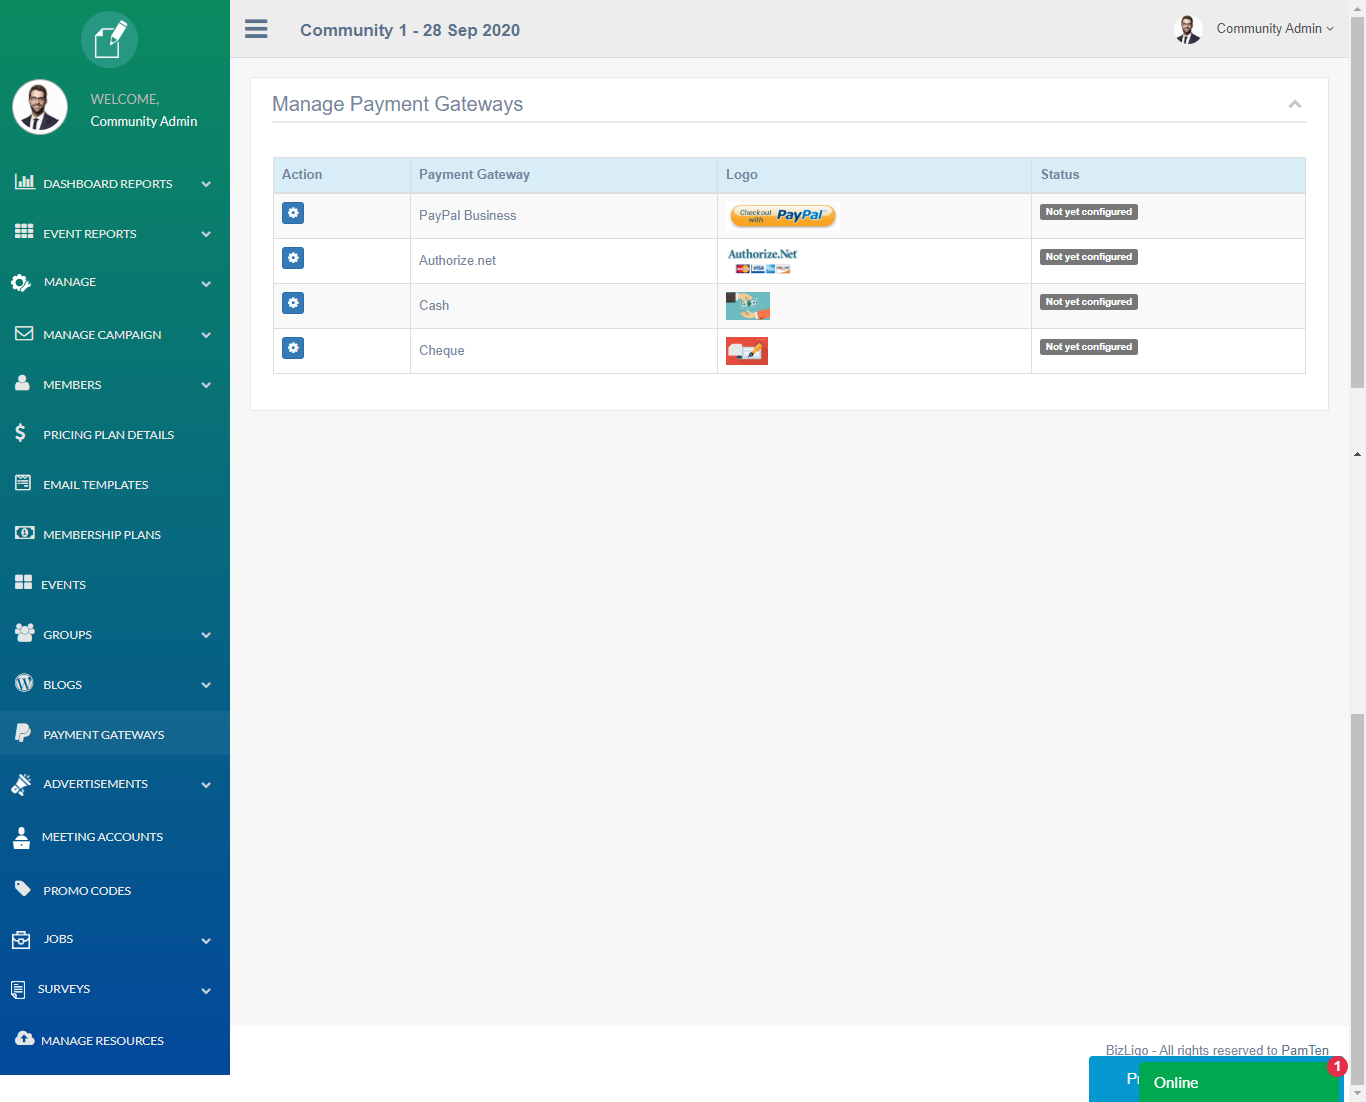 Community 1 - 28 Sep 2020
Community Admin
WELCOME,
Community Admin
DASHBOARD REPORTS
EVENT REPORTS
MANAGE
MANAGE CAMPAIGN
MEMBERS
PRICING PLAN DETAILS
EMAIL TEMPLATES
MEMBERSHIP PLANS
EVENTS
GROUPS
BLOGS
PAYMENT GATEWAYS
ADVERTISEMENTS
MEETING ACCOUNTS
PROMO CODES
JOBS
SURVEYS
MANAGE RESOURCES
Manage Payment Gateways
Action Payment Gateway Logo Status
PayPal Business Check out with PayPal Not yet configured
Authorize.net Authorize.Net VISA Not yet configured
Cash Not yet configured
Cheque Not yet configured
BizLigo - All rights reserved to PamTen
Online
1